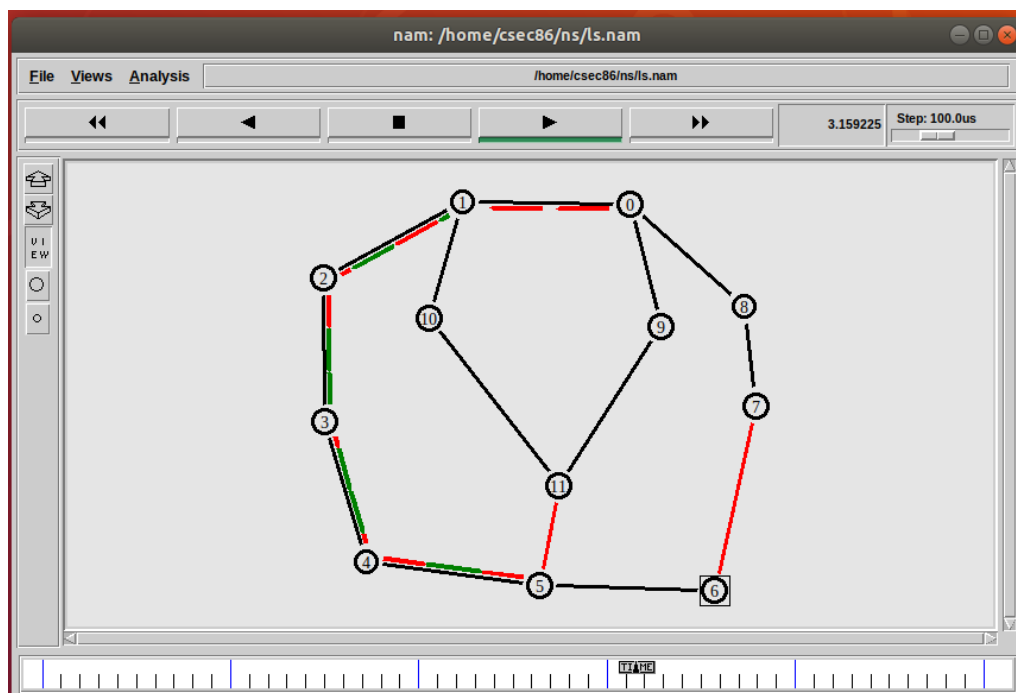 nam: /home/csec86/ns/ls.nam
File Views Analysis /home/csec86/ns/ls.nam
3.159225 Step: 100.0us
V I
E W
1 0
2
8
10 9
7
3
11
4
5 6
TIME